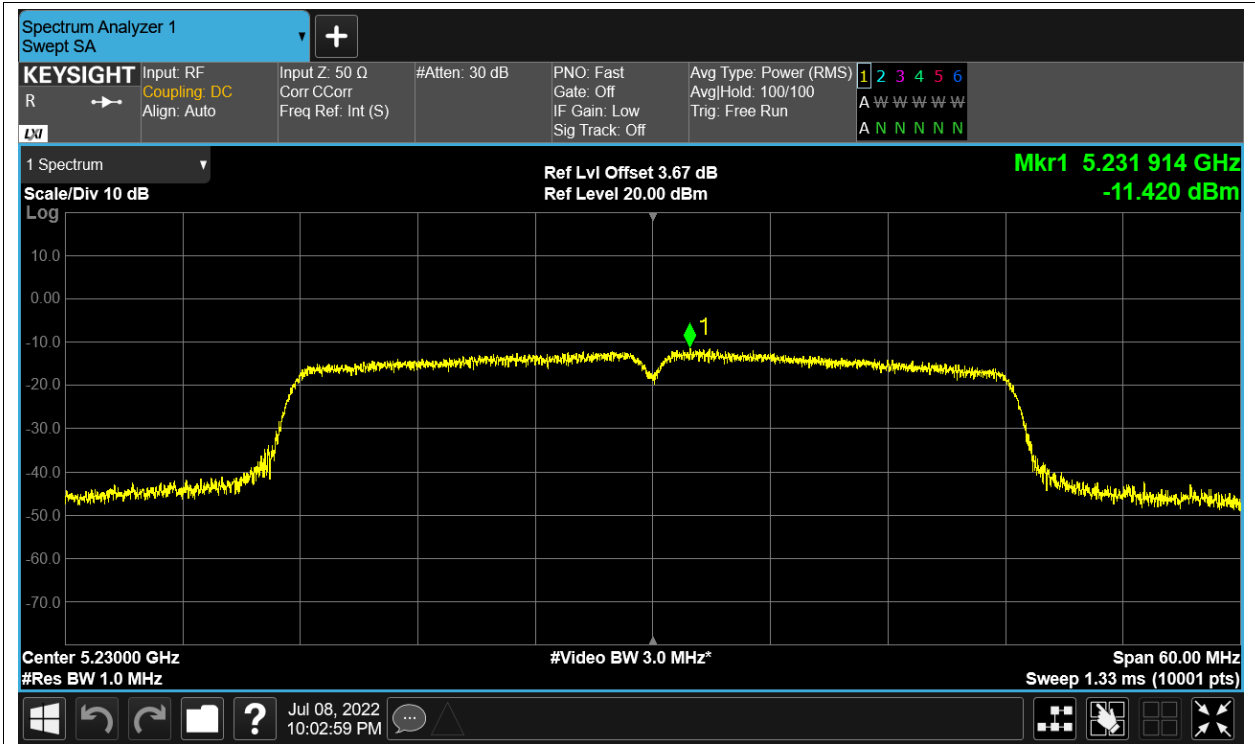 Spectrum Analyzer 1
Swept SA
KEYSIGHT
R
LXI
Input: RF
Coupling: DC
Align: Auto
Input Z: 50 Ω
Corr CCorr
Freq Ref: Int (S)
#Atten: 30 dB
PNO: Fast
Gate: Off
IF Gain: Low
Sig Track: Off
Avg Type: Power (RMS)
Avg|Hold: 100/100
Trig: Free Run
1 2 3 4 5 6
A W W W W W
A N N N N N
1 Spectrum
Scale/Div 10 dB
Log
Ref Lvl Offset 3.67 dB
Ref Level 20.00 dBm
Mkr1 5.231 914 GHz
-11.420 dBm
10.0
0.00
-10.0
-20.0
-30.0
-40.0
-50.0
-60.0
-70.0
1
Center 5.23000 GHz
#Res BW 1.0 MHz
#Video BW 3.0 MHz*
Span 60.00 MHz
Sweep 1.33 ms (10001 pts)
?
Jul 08, 2022
10:02:59 PM